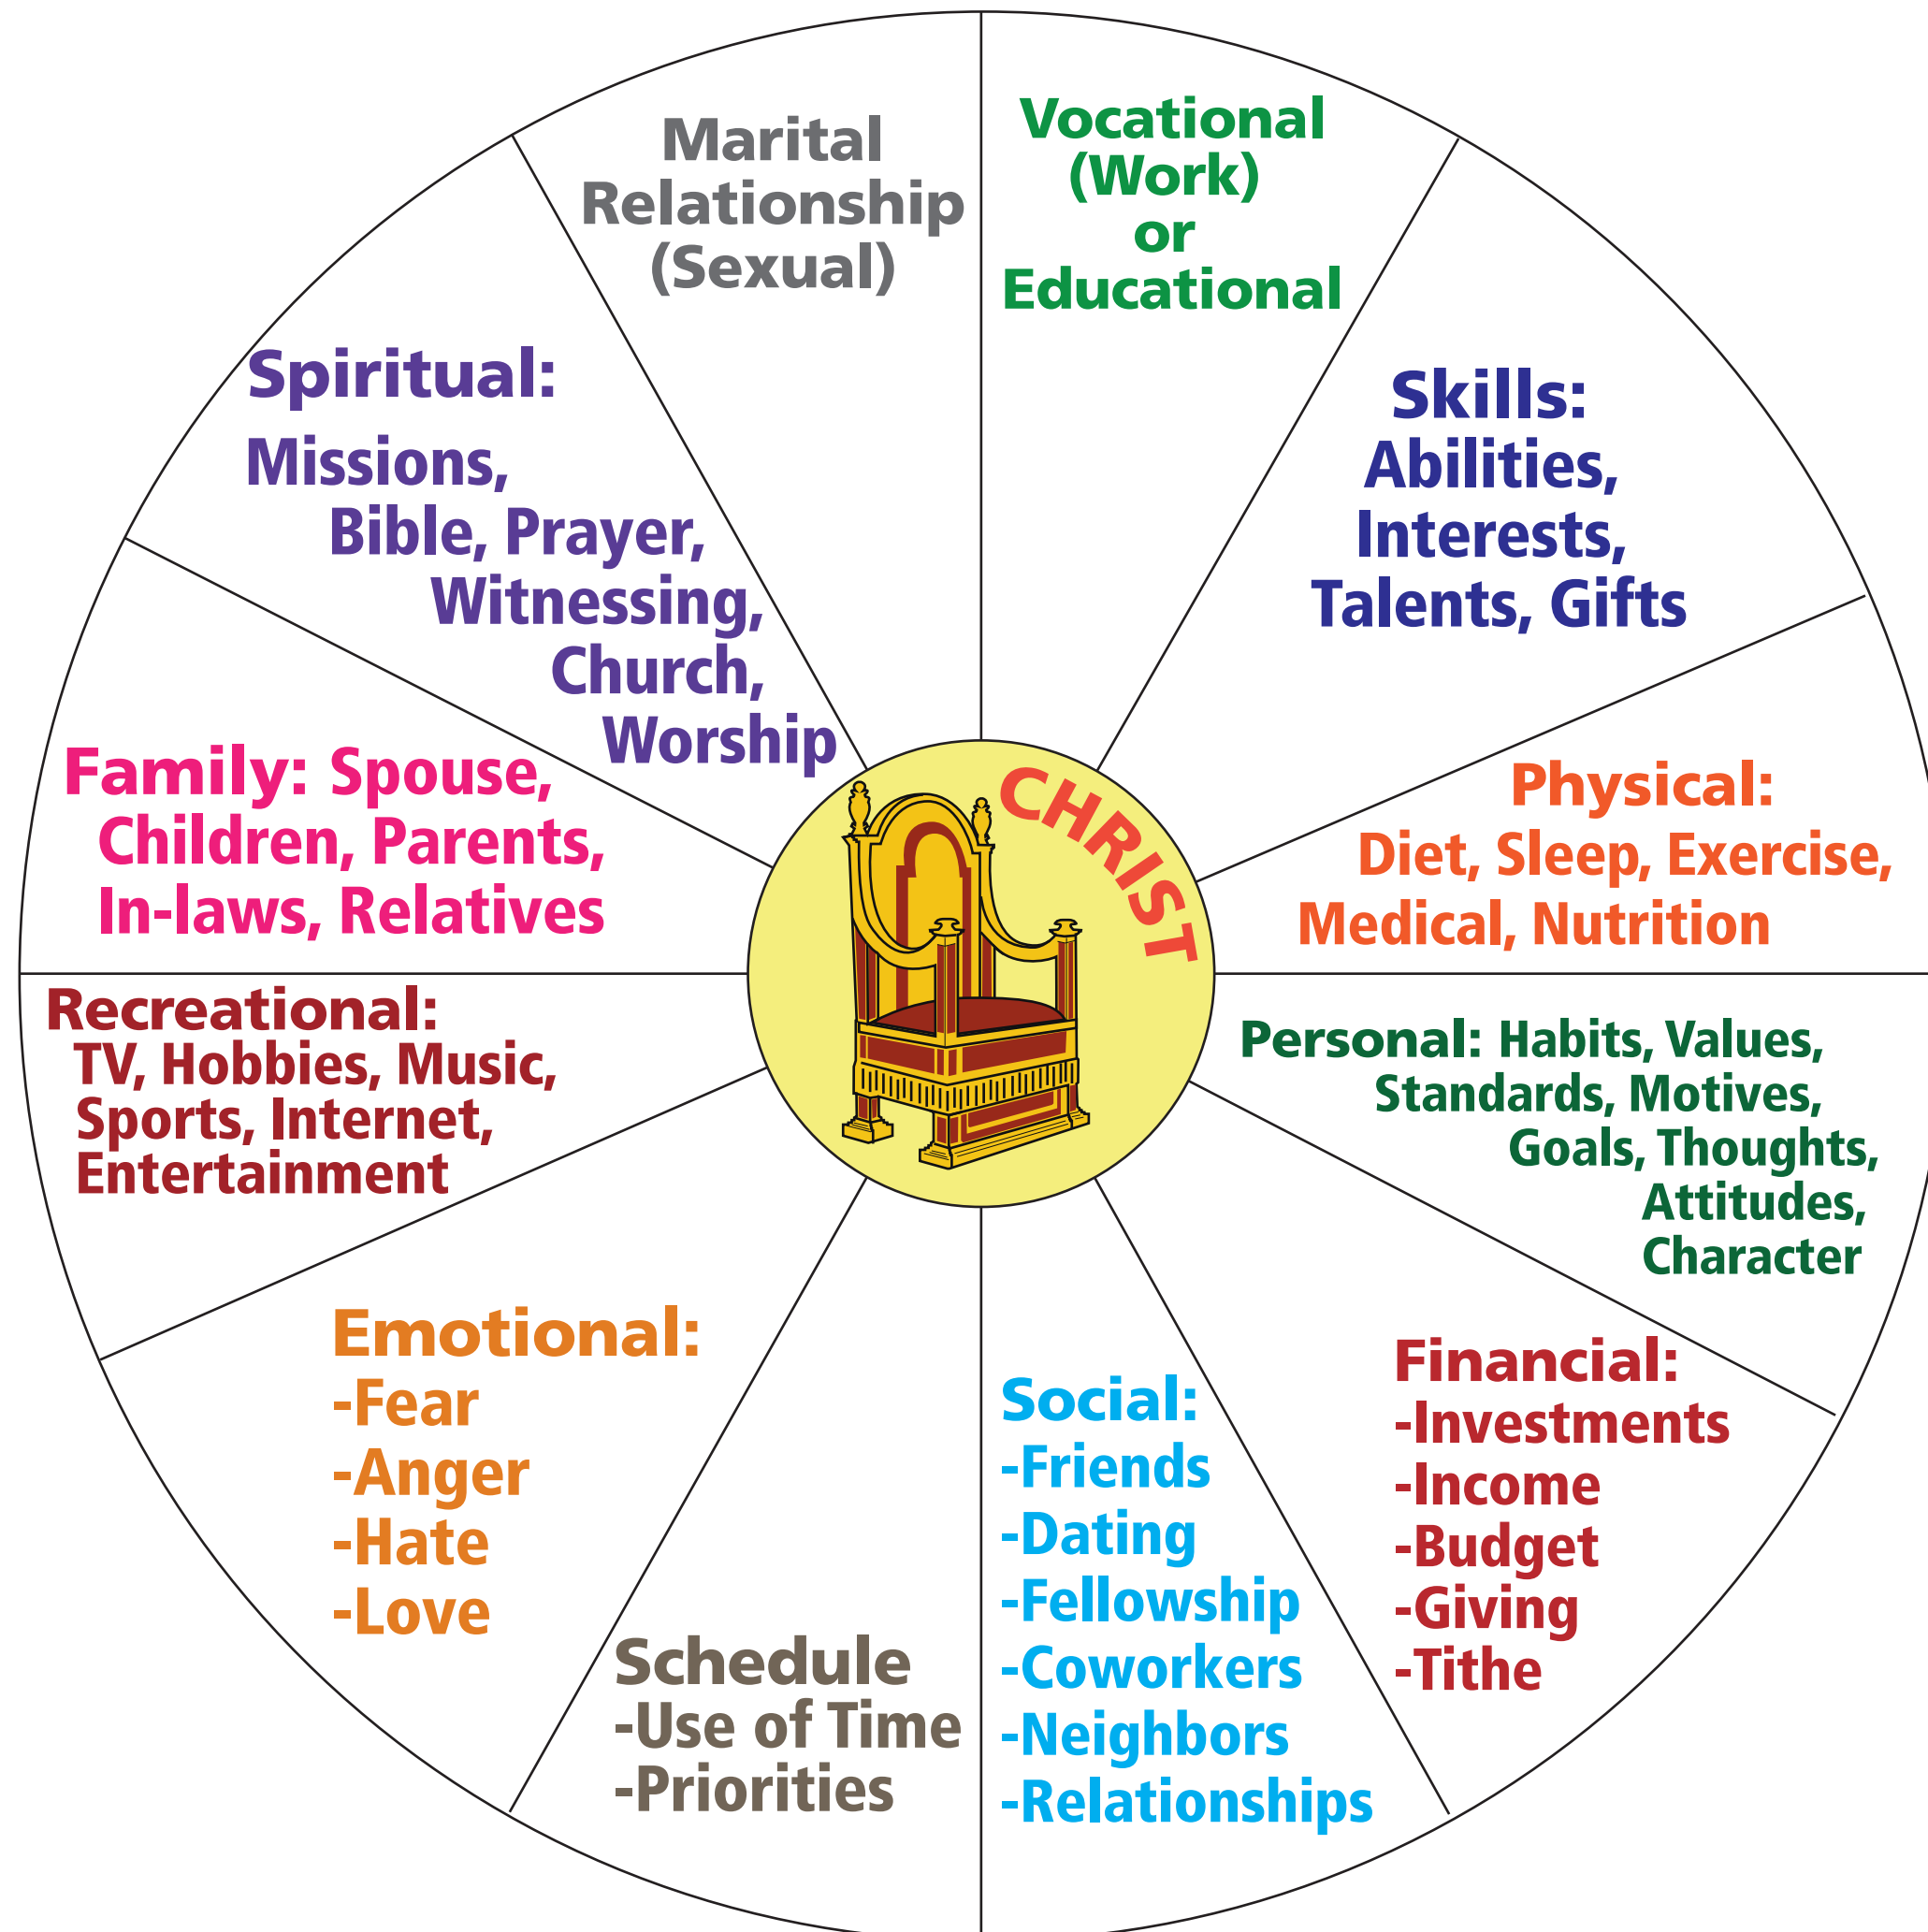 Marital
Relationship
(Sexual)
Vocational
(Work)
or
Educational
Skills:
Abilities,
Interests,
Talents, Gifts
Physical:
Diet, Sleep, Exercise,
Medical, Nutrition
Personal: Habits, Values,
Standards, Motives,
Goals, Thoughts,
Attitudes,
Character
Financial:
-Investments
-Income
-Budget
-Giving
-Tithe
Social:
-Friends
-Dating
-Fellowship
-Coworkers
-Neighbors
-Relationships
Schedule
-Use of Time
-Priorities
Emotional:
-Fear
-Anger
-Hate
-Love
Recreational:
TV, Hobbies, Music,
Sports, Internet,
Entertainment
Family: Spouse,
Children, Parents,
In-laws, Relatives
Spiritual:
Missions,
Bible, Prayer,
Witnessing,
Church,
Worship
CHRIST